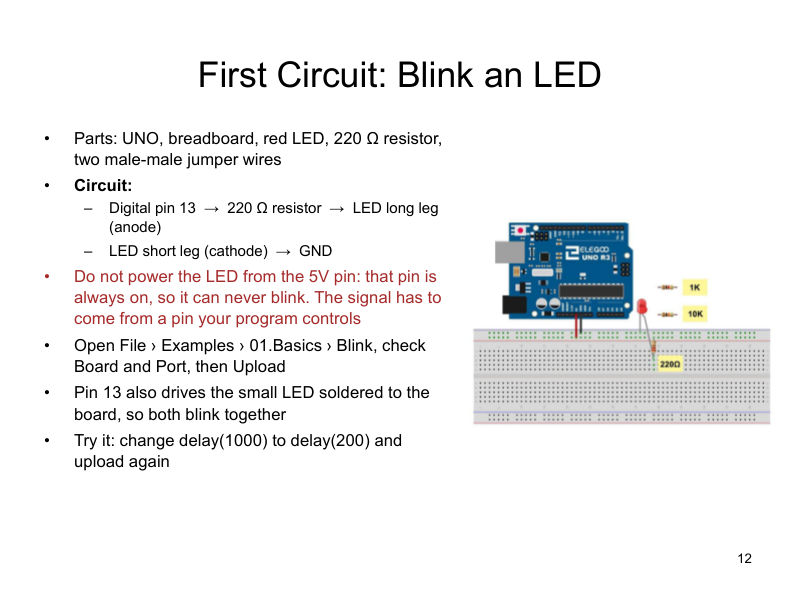 First Circuit: Blink an LED
• Parts: UNO, breadboard, red LED, 220 Ω resistor,
two male-male jumper wires
• Circuit:
– Digital pin 13 → 220 Ω resistor → LED long leg
(anode)
– LED short leg (cathode) → GND
• Do not power the LED from the 5V pin: that pin is
always on, so it can never blink. The signal has to
come from a pin your program controls
• Open File › Examples › 01.Basics › Blink, check
Board and Port, then Upload
• Pin 13 also drives the small LED soldered to the
board, so both blink together
• Try it: change delay(1000) to delay(200) and
upload again
ELEGOO
UNO R3
1K
10K
220Ω
12